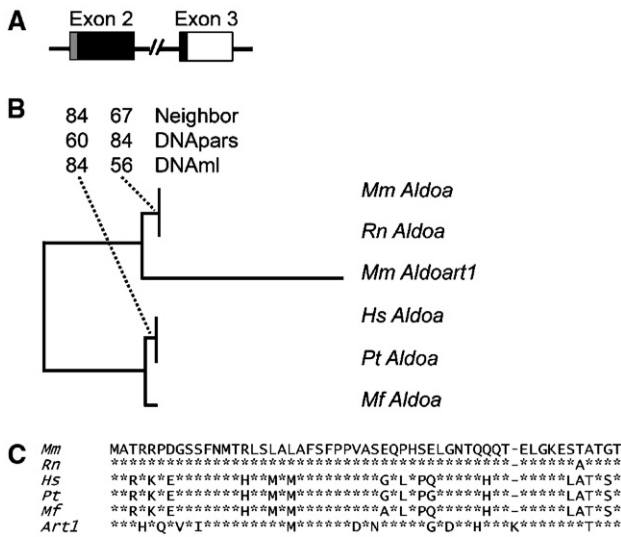 A
Exon 2 Exon 3
B
84 67 Neighbor
60 84 DNApars
84 56 DNAml
Mm Aldoa
Rn Aldoa
Mm Aldoart1
Hs Aldoa
Pt Aldoa
Mf Aldoa
C
Mm MATRRPDGSSFNMTRLSLALAFSFPPVASEQPHSELGNTQQQT-ELGKESTATGT
Rn *******************************************-******A****
Hs **R*K*E*******H**M*M*********G*L*PQ*****H**-*****LAT*S*
Pt **R*K*E*******H**M*M*********G*L*PG*****H**-*****LAT*S*
Mf **R*K*E*******H**M*M*********A*L*PQ*****H**-*****LAT*S*
Art1 ***H*Q*V*I*********M******D*N*****G*D***H**K*******T***